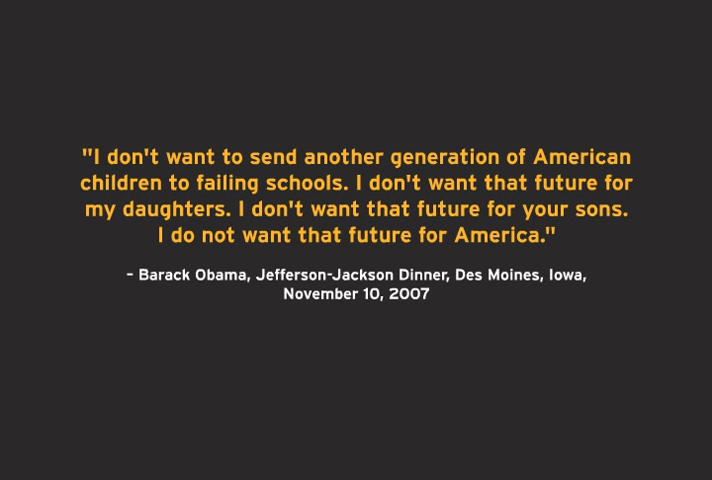 "I don't want to send another generation of American
children to failing schools. I don't want that future for
my daughters. I don't want that future for your sons.
I do not want that future for America."
– Barack Obama, Jefferson-Jackson Dinner, Des Moines, Iowa,
November 10, 2007